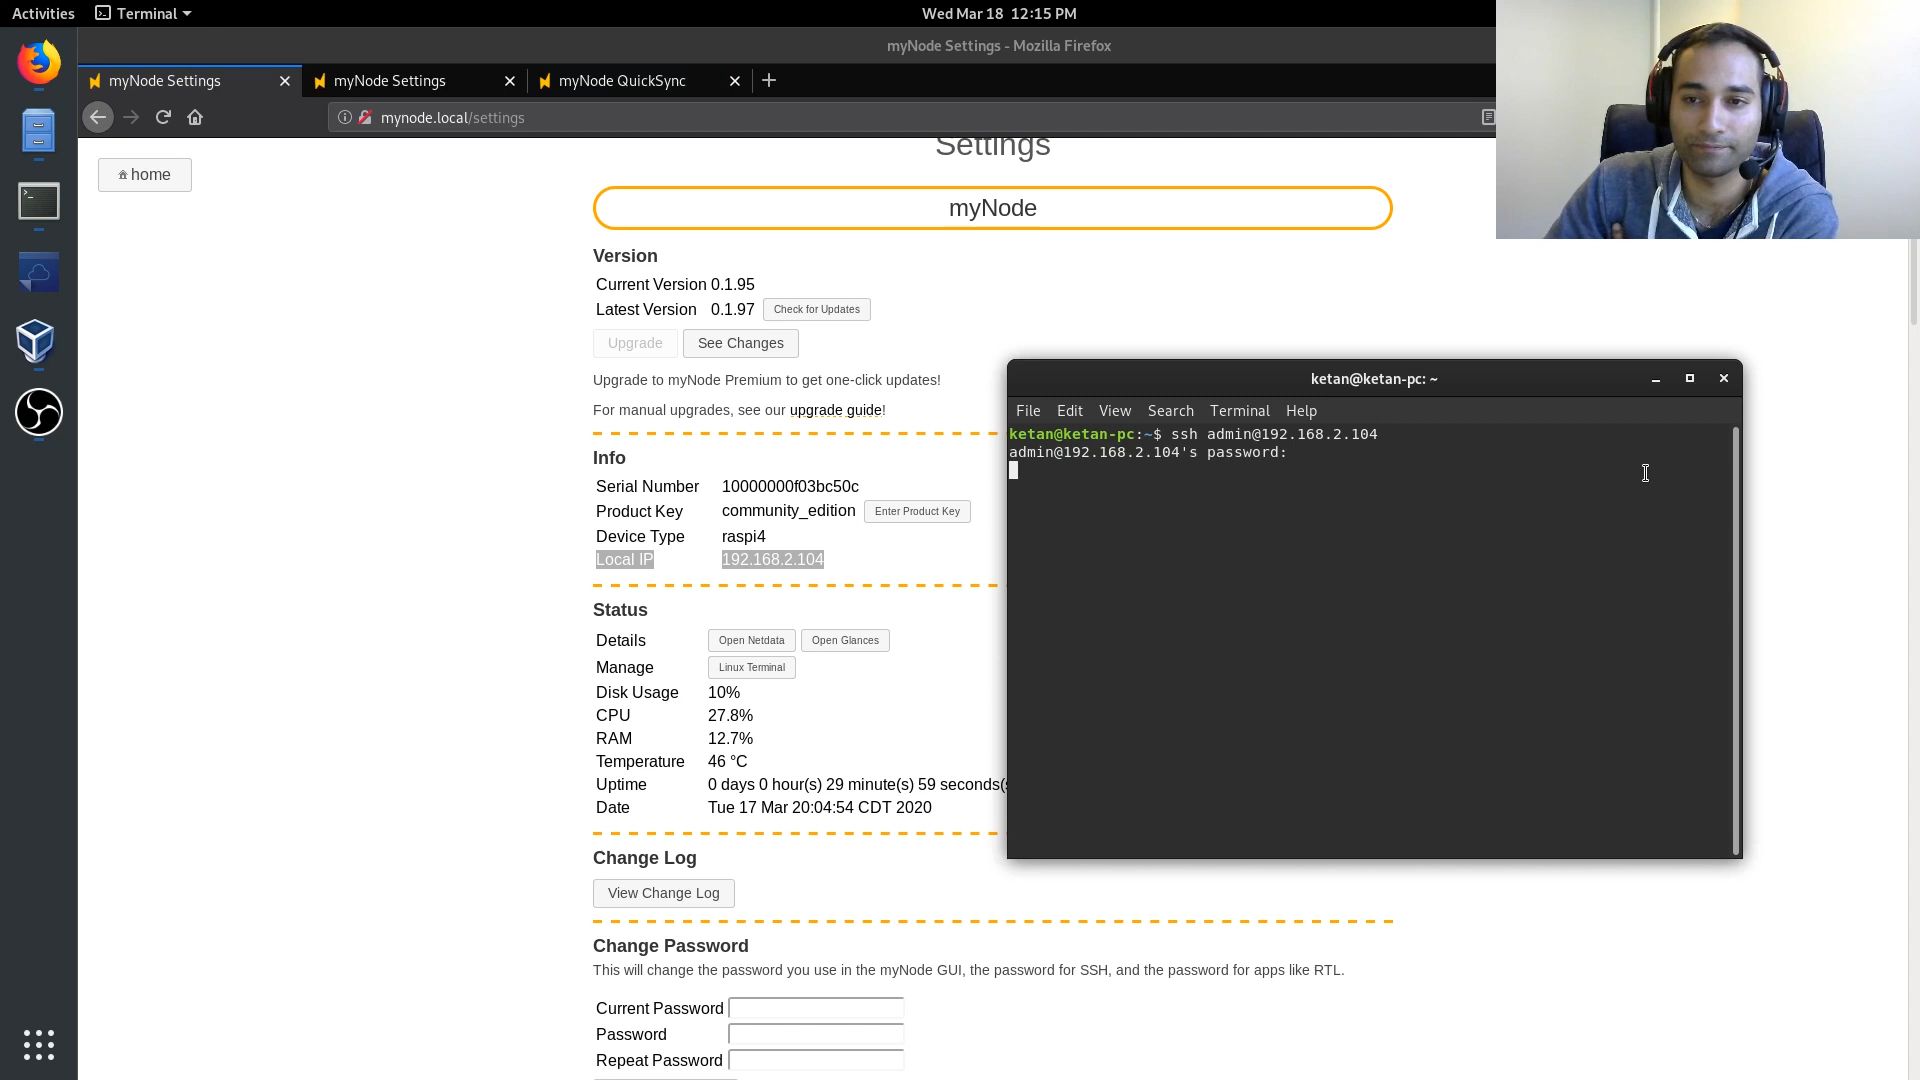 Activities Terminal Wed Mar 18 12:15 PM
myNode Settings - Mozilla Firefox
myNode Settings myNode Settings myNode QuickSync
mynode.local/settings
Settings
home
myNode
Version
Current Version 0.1.95
Latest Version 0.1.97 Check for Updates
Upgrade See Changes
Upgrade to myNode Premium to get one-click updates!
For manual upgrades, see our upgrade guide!
Info
Serial Number 10000000f03bc50c
Product Key community_edition Enter Product Key
Device Type raspi4
Local IP 192.168.2.104
Status
Details Open Netdata Open Glances
Manage Linux Terminal
Disk Usage 10%
CPU 27.8%
RAM 12.7%
Temperature 46 °C
Uptime 0 days 0 hour(s) 29 minute(s) 59 seconds(s
Date Tue 17 Mar 20:04:54 CDT 2020
Change Log
View Change Log
Change Password
This will change the password you use in the myNode GUI, the password for SSH, and the password for apps like RTL.
Current Password
Password
Repeat Password
ketan@ketan-pc: ~
File Edit View Search Terminal Help
ketan@ketan-pc:~$ ssh admin@192.168.2.104
admin@192.168.2.104's password: